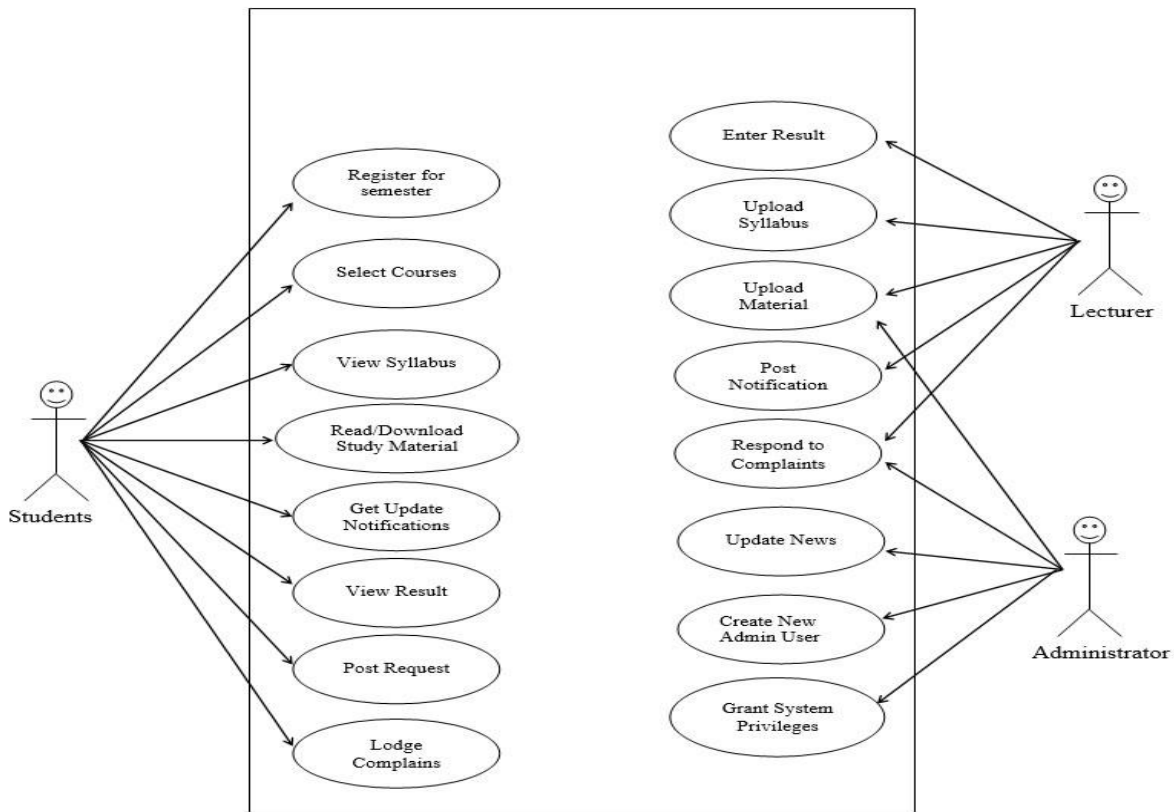 Register for
semester
Select Courses
View Syllabus
Read/Download
Study Material
Get Update
Notifications
View Result
Post Request
Lodge
Complains
Students
Enter Result
Upload
Syllabus
Upload
Material
Post
Notification
Respond to
Complaints
Update News
Create New
Admin User
Grant System
Privileges
Lecturer
Administrator